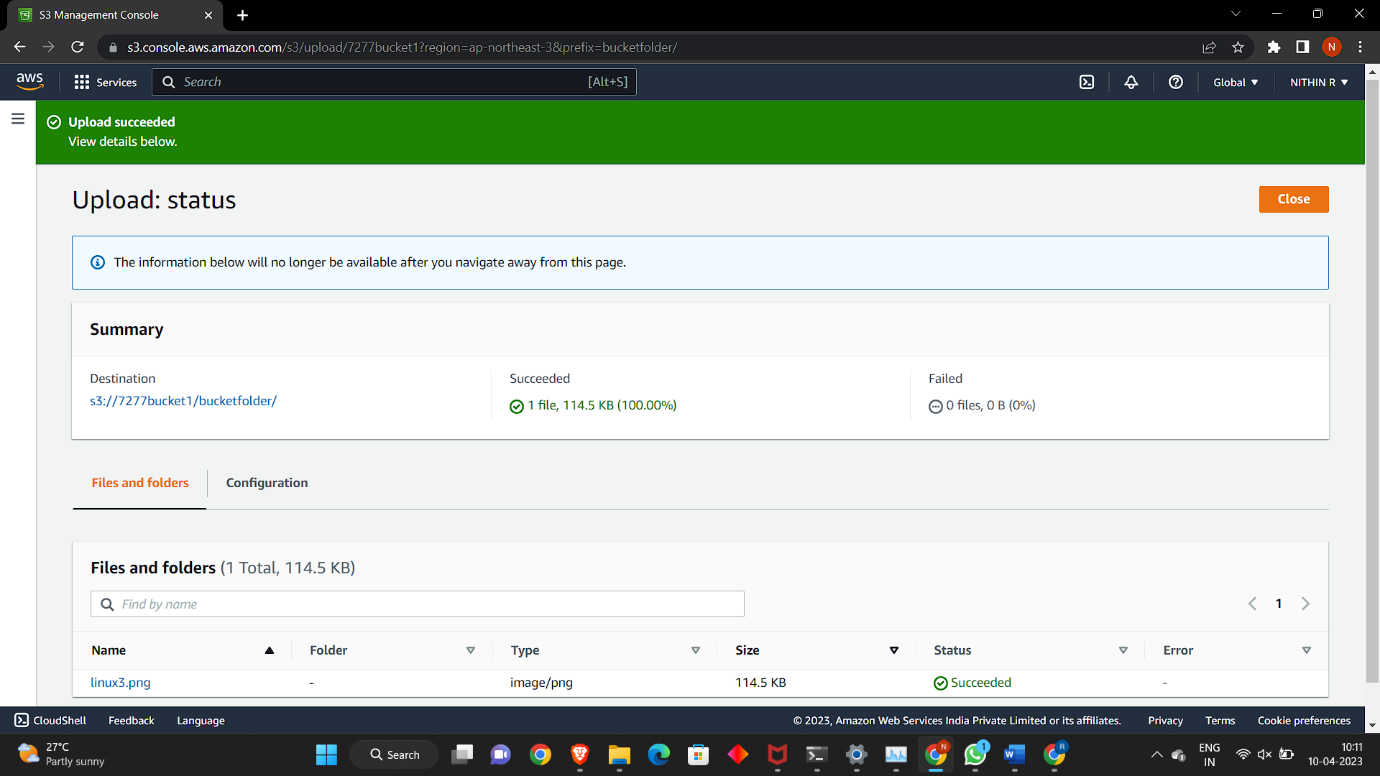 S3 Management Console
s3.console.aws.amazon.com/s3/upload/7277bucket1?region=ap-northeast-3&prefix=bucketfolder/
N
aws
Services
Search
[Alt+S]
Global
NITHIN R
Upload succeeded
View details below.
Upload: status
Close
The information below will no longer be available after you navigate away from this page.
Summary
Destination
Succeeded
Failed
s3://7277bucket1/bucketfolder/
1 file, 114.5 KB (100.00%)
0 files, 0 B (0%)
Files and folders
Configuration
Files and folders (1 Total, 114.5 KB)
Find by name
1
Name
Folder
Type
Size
Status
Error
linux3.png
-
image/png
114.5 KB
Succeeded
-
CloudShell
Feedback
Language
© 2023, Amazon Web Services India Private Limited or its affiliates.
Privacy
Terms
Cookie preferences
27°C
Partly sunny
Search
N
1
W
R
ENG
IN
10:11
10-04-2023